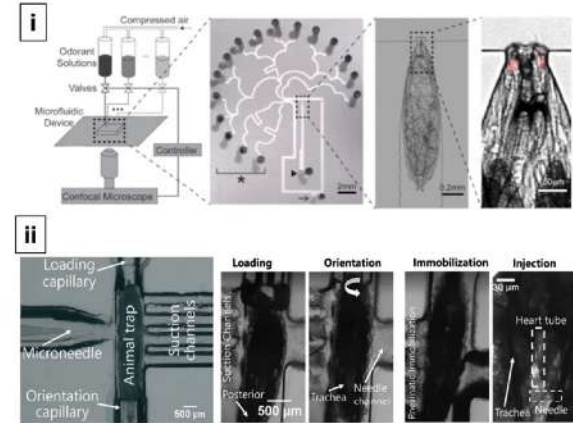 i
Compressed air
Odorant
Solutions
Valves
Microfluidic
Device
Controller
Confocal Microscope
*
2mm
0.2mm
50μm
ii
Loading
capillary
Microneedle
Animal trap
Suction channels
Orientation
capillary
500 μm
Loading
Suction Channels
Posterior
500 μm
Orientation
Trachea
Needle
channel
Immobilization
Pneumatic Immobilization
Injection
30 μm
Heart tube
Trachea
Needle